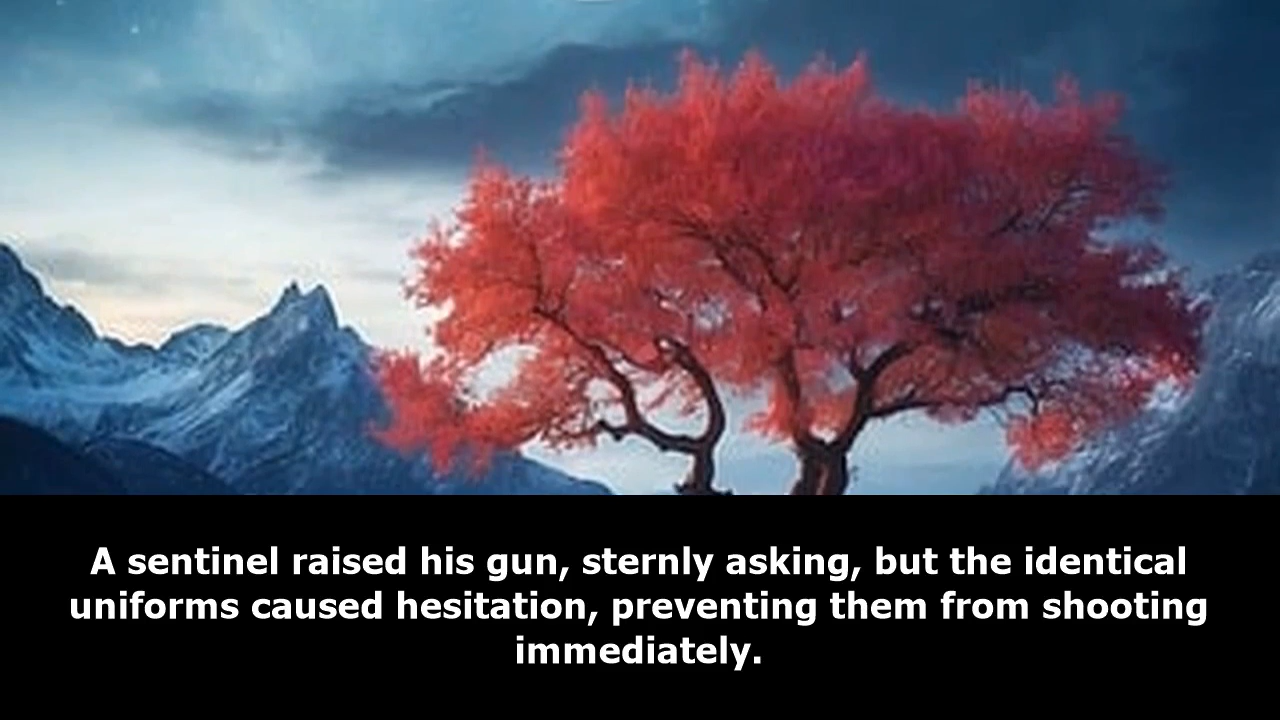 A sentinel raised his gun, sternly asking, but the identical
uniforms caused hesitation, preventing them from shooting
immediately.